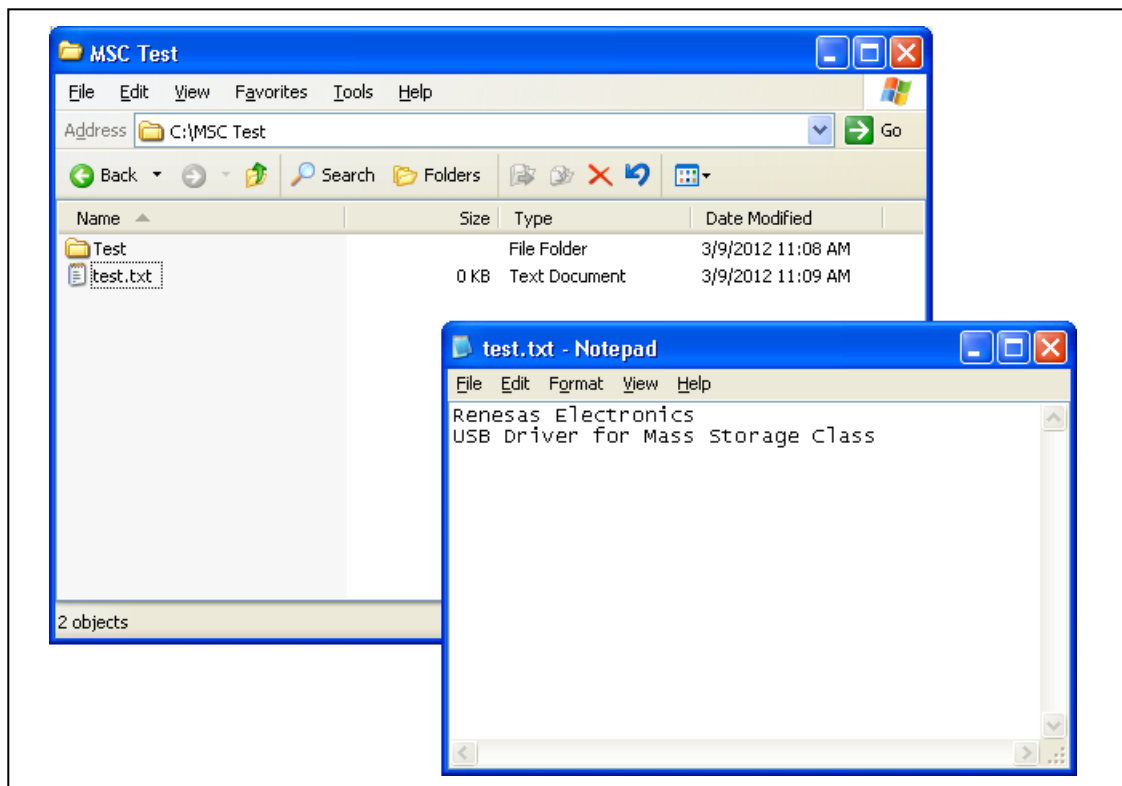 MSC Test
File Edit View Favorites Tools Help
Address C:\MSC Test Go
Back Search Folders
Name Size Type Date Modified
Test File Folder 3/9/2012 11:08 AM
test.txt 0 KB Text Document 3/9/2012 11:09 AM
2 objects
test.txt - Notepad
File Edit Format View Help
Renesas Electronics
USB Driver for Mass Storage Class